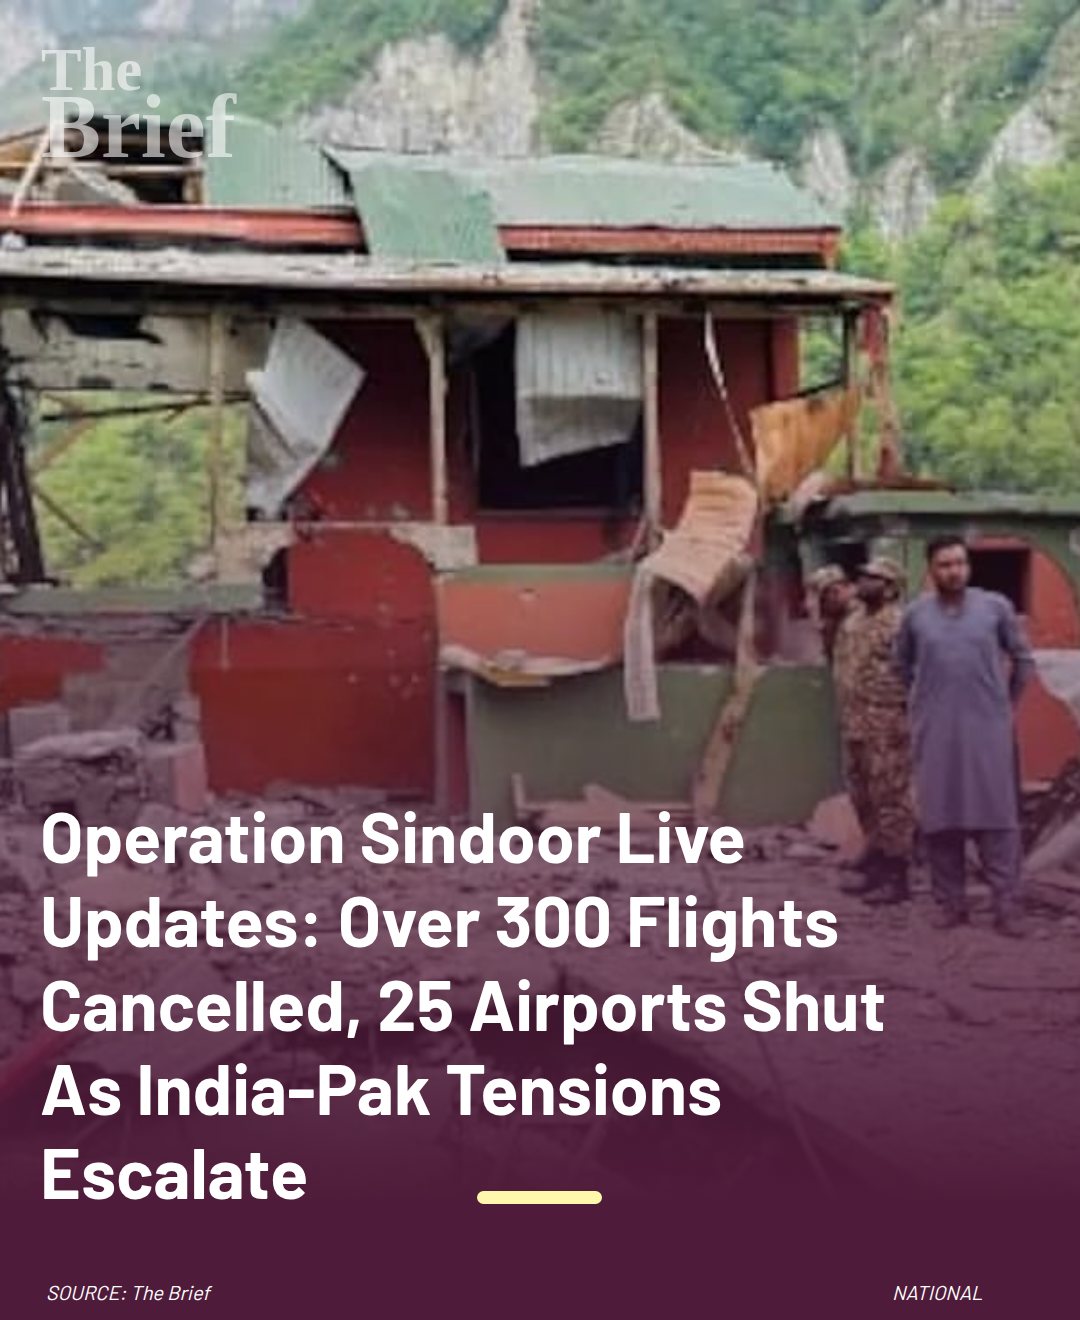 The
Brief
Operation Sindoor Live
Updates: Over 300 Flights
Cancelled, 25 Airports Shut
As India-Pak Tensions
Escalate
SOURCE: The Brief
NATIONAL